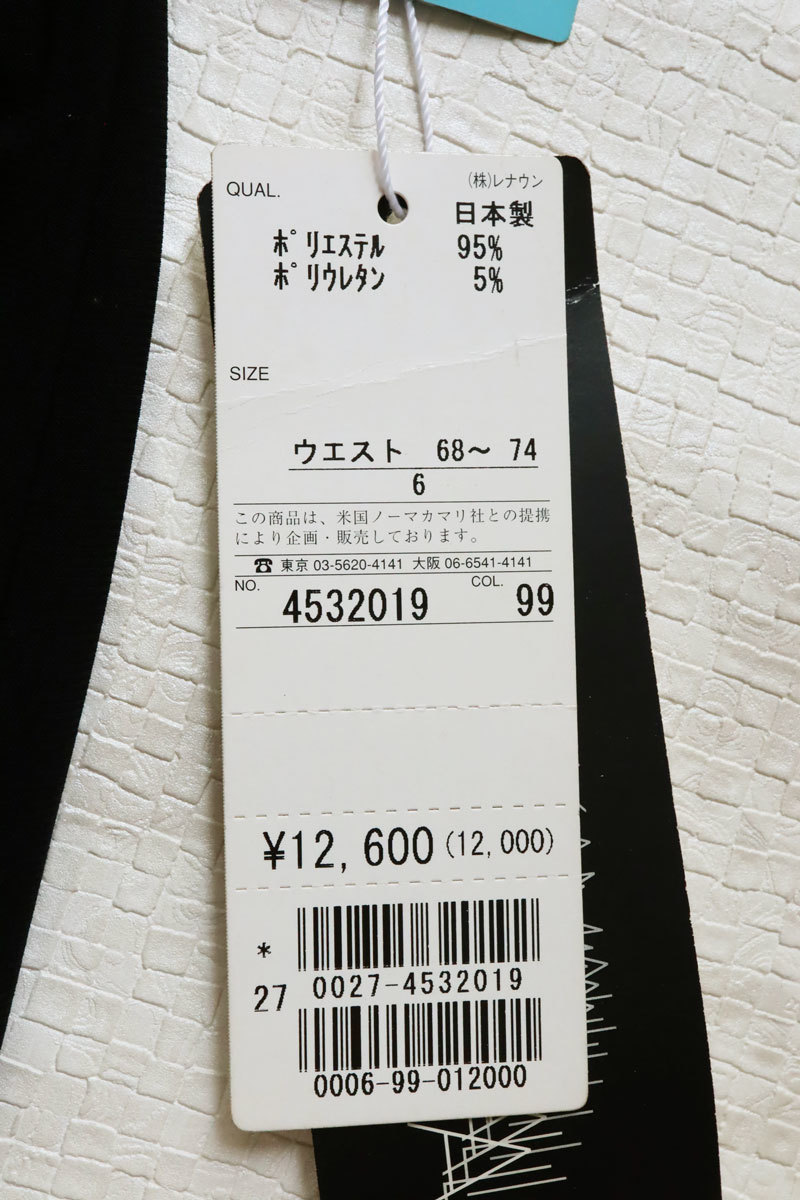 QUAL.
(株)レナウン
日本製
ポリエステル 95%
ポリウレタン 5%
SIZE
ウエスト 68〜 74
6
この商品は、米国ノーマカマリ社との提携
により企画・販売しております。
☎ 東京 03-5620-4141 大阪 06-6541-4141
NO. 4532019 COL. 99
¥12,600(12,000)
*
27
0027-4532019
0006-99-012000